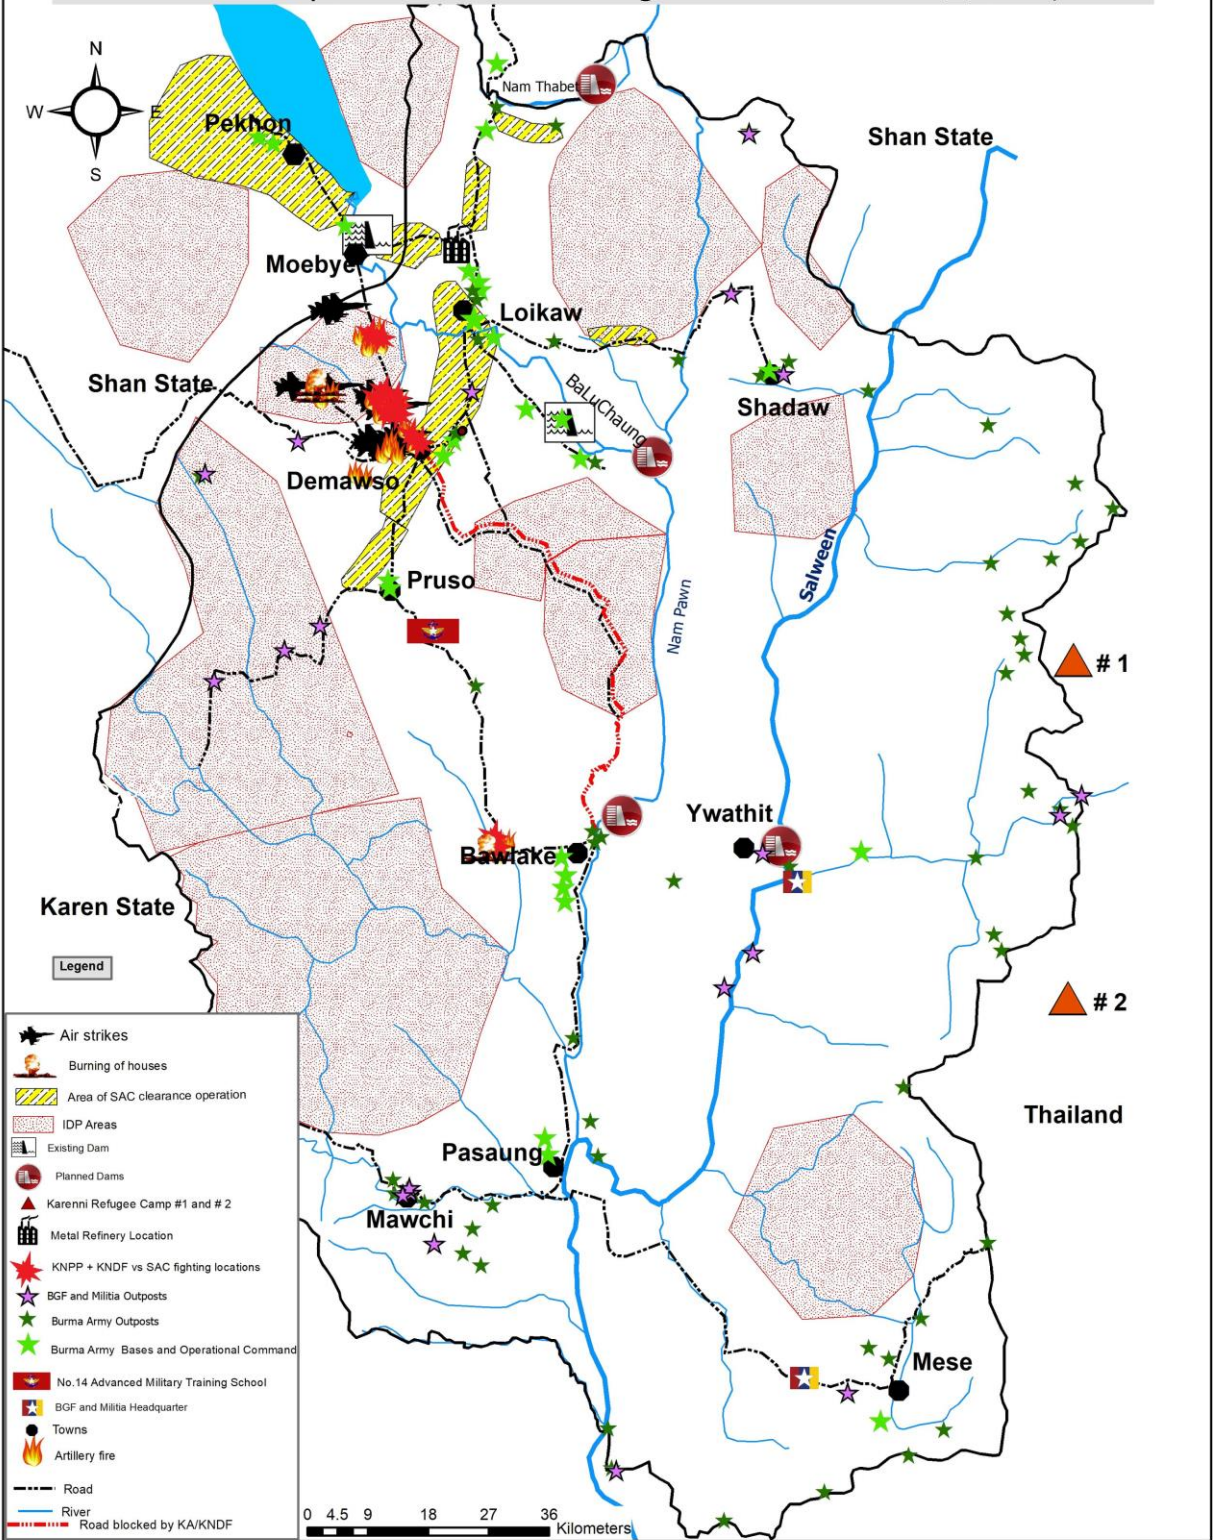 N
W
E
S
Nam Thabet
Pekhon
Shan State
Moebye
Loikaw
Shan State
BaLuChaung
Shadaw
Demawso
Salween
Pruso
Nam Pawn
# 1
Ywathit
Bawlake
Karen State
Legend
# 2
Thailand
Pasaung
Mawchi
Mese
Air strikes
Burning of houses
Area of SAC clearance operation
IDP Areas
Existing Dam
Planned Dams
Karenni Refugee Camp #1 and # 2
Metal Refinery Location
KNPP + KNDF vs SAC fighting locations
BGF and Militia Outposts
Burma Army Outposts
Burma Army Bases and Operational Command
No.14 Advanced Military Training School
BGF and Militia Headquarter
Towns
Artillery fire
Road
River
Road blocked by KA/KNDF
0 4.5 9 18 27 36
Kilometers